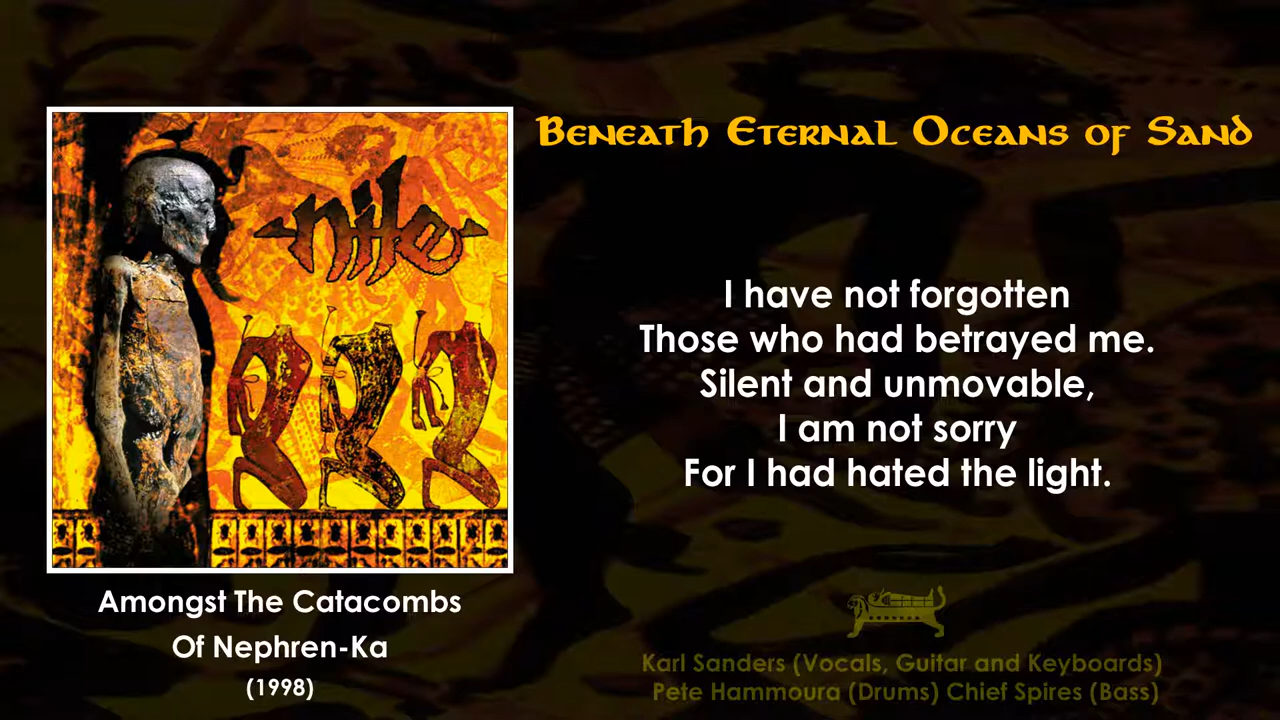 nile
Amongst The Catacombs
Of Nephren-Ka
(1998)
Beneath Eternal Oceans of Sand
I have not forgotten
Those who had betrayed me.
Silent and unmovable,
I am not sorry
For I had hated the light.
Karl Sanders (Vocals, Guitar and Keyboards)
Pete Hammoura (Drums) Chief Spires (Bass)